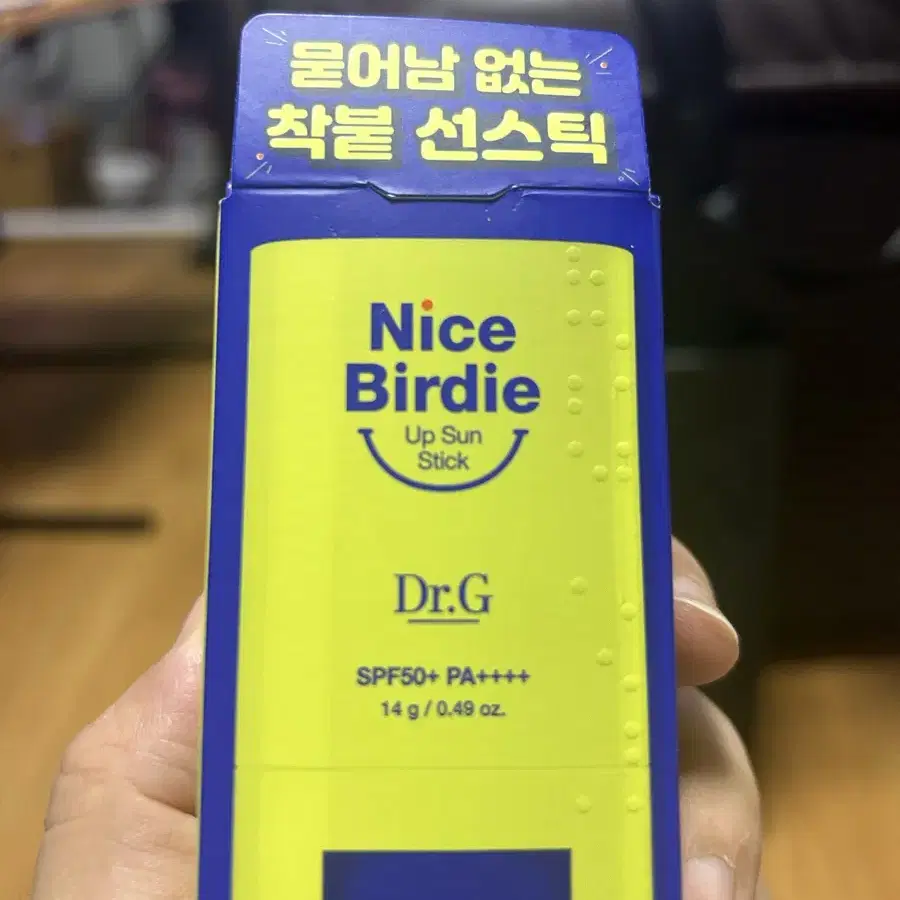 묻어남 없는
착붙 선스틱
Nice
Birdie
Up Sun
Stick
Dr.G
SPF50+ PA++++
14 g / 0.49 oz.